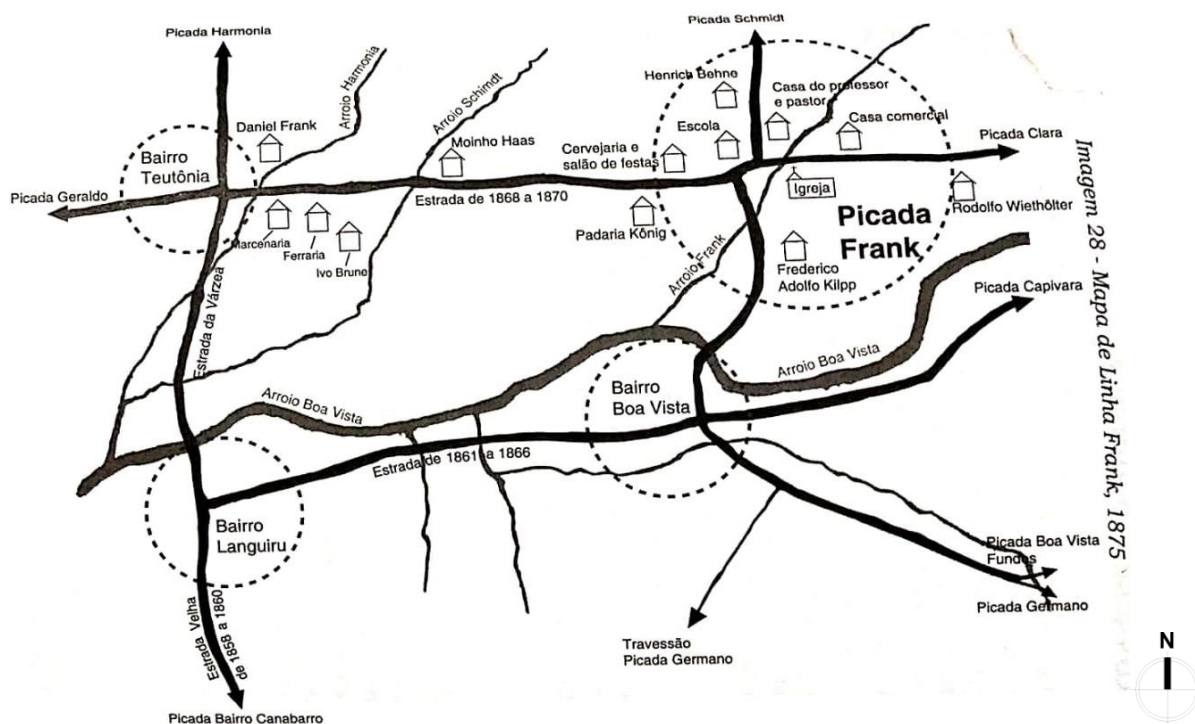 Picada Schmidt
Picada Harmonia
Arroio Harmonia
Arroio Schimdt
Henrich Behne
Casa do professor
e pastor
Daniel Frank
Escola
Casa comercial
Moinho Haas
Cervejaria e
salão de festas
Picada Clara
Bairro
Teutônia
Picada Geraldo
Estrada de 1868 a 1870
Igreja
Rodolfo Wiethölter
Picada
Frank
Marcenaria
Ferraria
Ivo Brune
Padaria König
Arroio Frank
Frederico
Adolfo Kilpp
Estrada da Várzea
Picada Capivara
Arroio Boa Vista
Bairro
Boa Vista
Arroio Boa Vista
Estrada de 1861 a 1866
Bairro
Languiru
Picada Boa Vista
Fundos
Picada Germano
Travessão
Picada Germano
Estrada Velha
de 1858 a 1860
Picada Bairro Canabarro
Imagem 28 - Mapa de Linha Frank, 1875
N